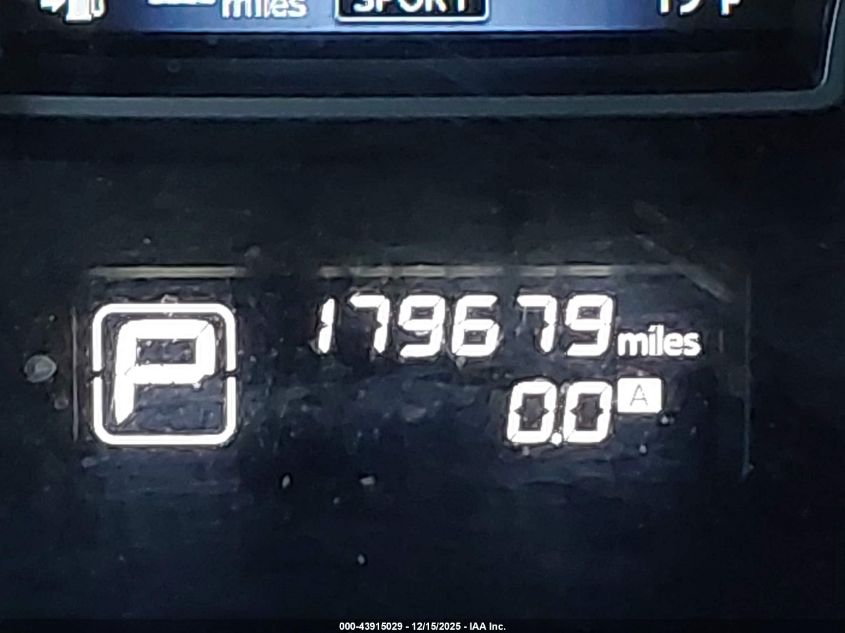 miles SPORT
P
179679 miles
0.0 A
000-43915029 - 12/15/2025 - IAA Inc.